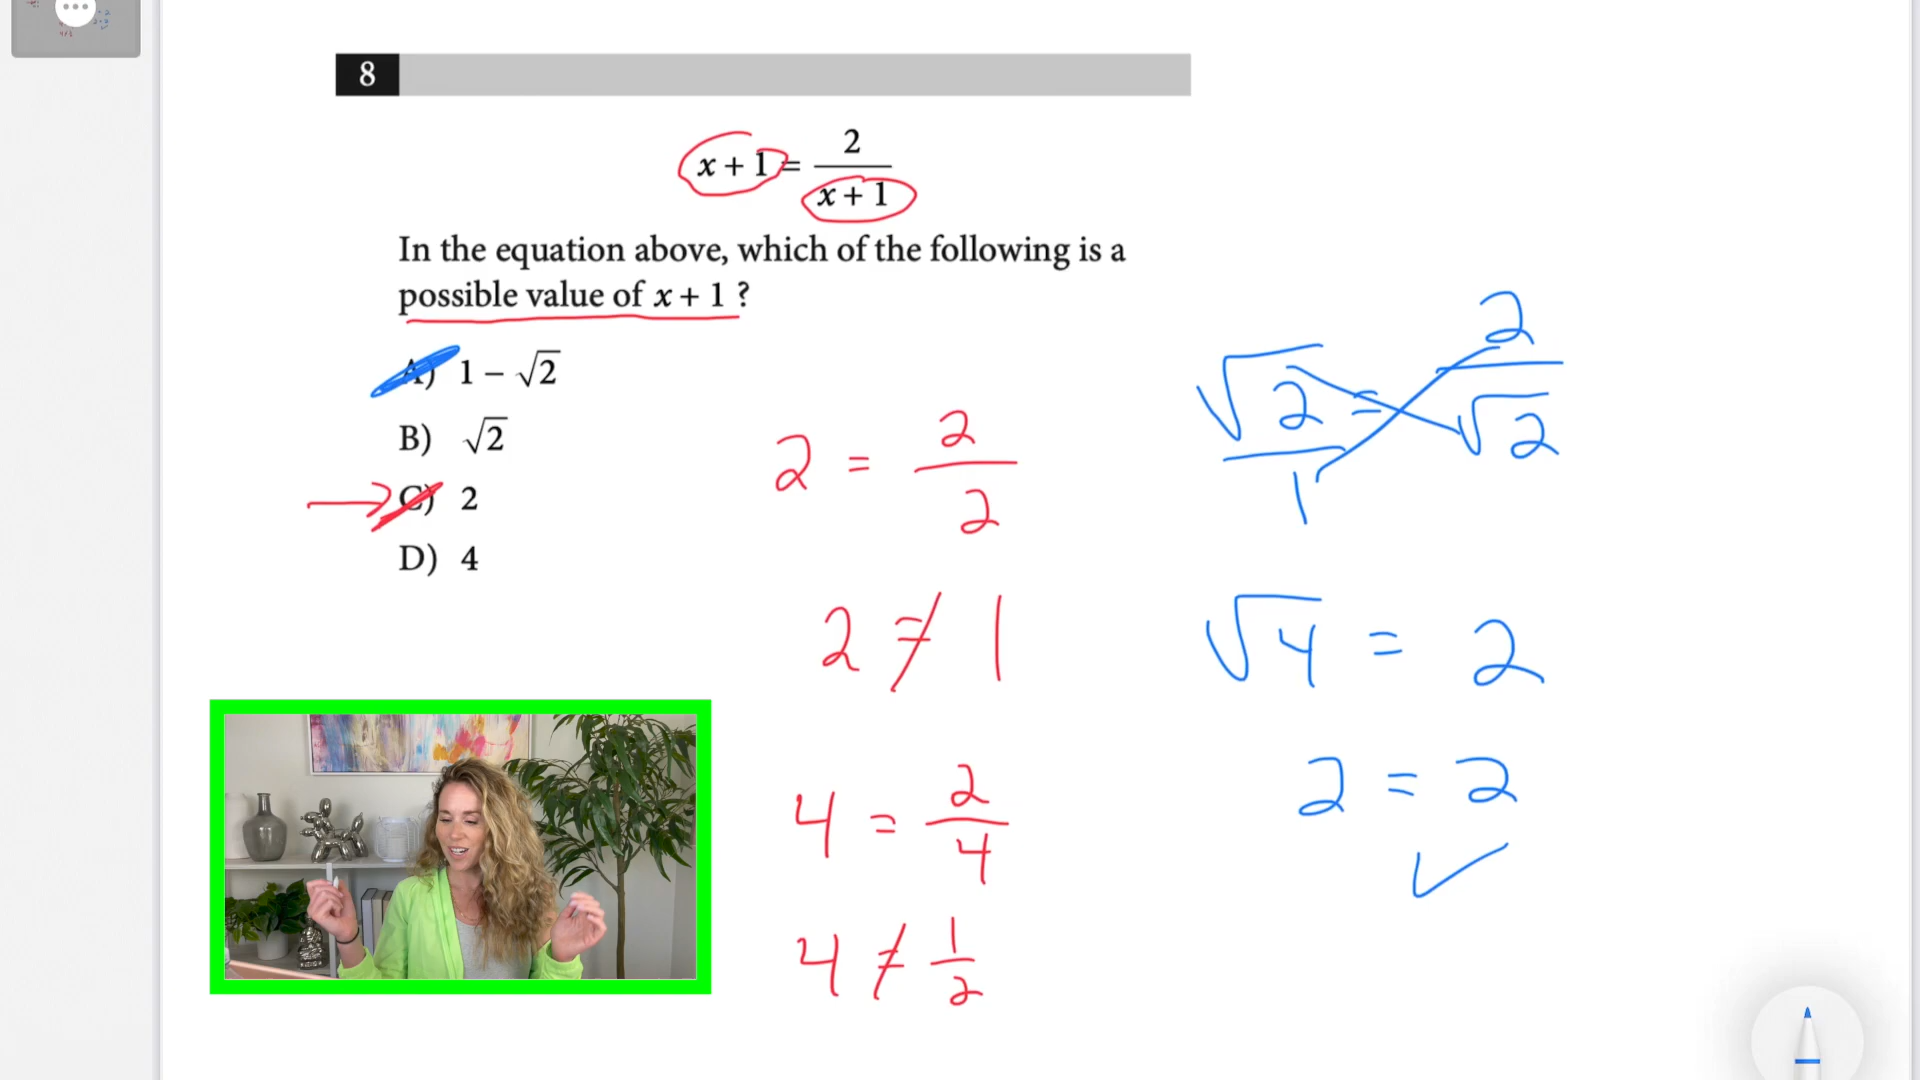 8
x + 1 = 2 / (x + 1)
In the equation above, which of the following is a
possible value of x + 1 ?
A) 1 – √2
B) √2
C) 2
D) 4
2 = 2/2
2 ≠ 1
4 = 2/4
4 ≠ 1/2
√2/1 = 2/√2
√4 = 2
2 = 2
✓